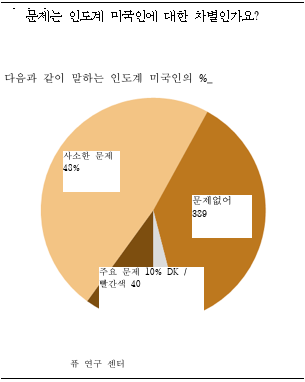 문제는 인도계 미국인에 대한 차별인가요?
다음과 같이 말하는 인도계 미국인의 %_
사소한 문제
48%
문제없어
389
주요 문제 10% DK /
빨간색 40
퓨 연구 센터